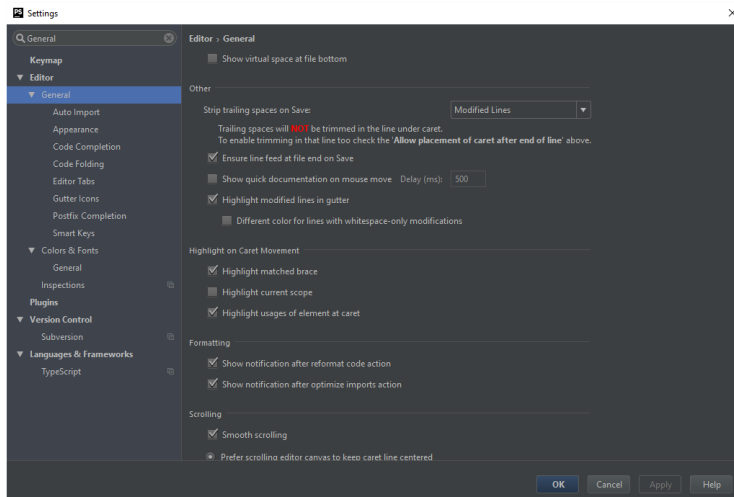 PS Settings
General
Keymap
Editor
General
Auto Import
Appearance
Code Completion
Code Folding
Editor Tabs
Gutter Icons
Postfix Completion
Smart Keys
Colors & Fonts
General
Inspections
Plugins
Version Control
Subversion
Languages & Frameworks
TypeScript
Editor › General
Show virtual space at file bottom
Other
Strip trailing spaces on Save: Modified Lines
Trailing spaces will NOT be trimmed in the line under caret.
To enable trimming in that line too check the 'Allow placement of caret after end of line' above.
Ensure line feed at file end on Save
Show quick documentation on mouse move Delay (ms): 500
Highlight modified lines in gutter
Different color for lines with whitespace-only modifications
Highlight on Caret Movement
Highlight matched brace
Highlight current scope
Highlight usages of element at caret
Formatting
Show notification after reformat code action
Show notification after optimize imports action
Scrolling
Smooth scrolling
Prefer scrolling editor canvas to keep caret line centered
OK Cancel Apply Help